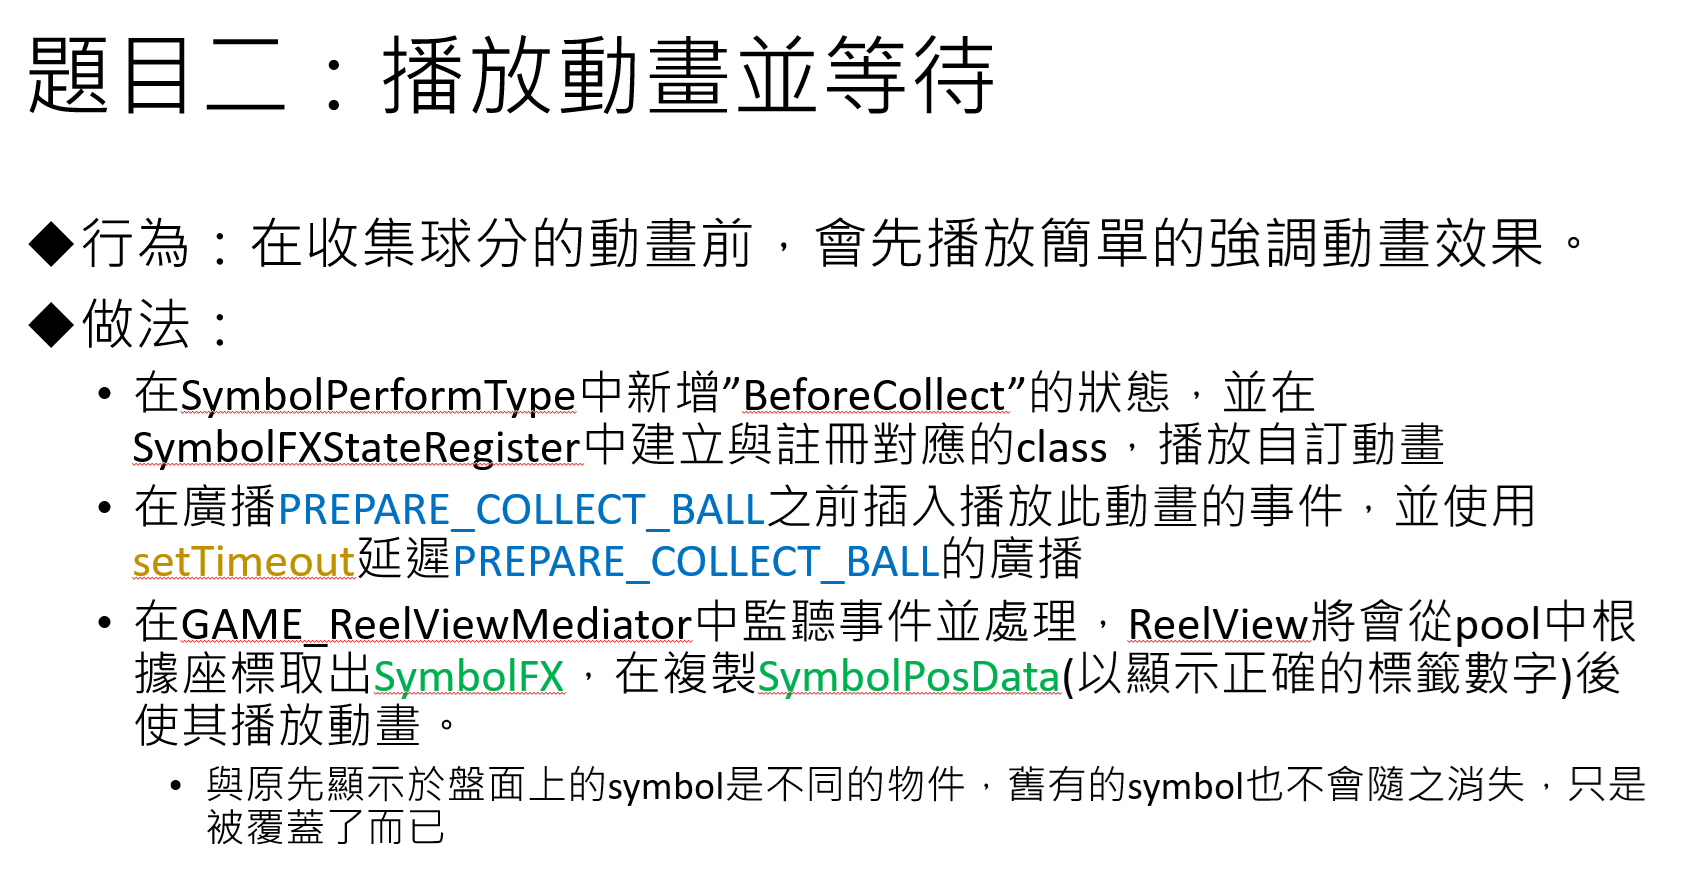 題目二：播放動畫並等待
◆行為：在收集球分的動畫前，會先播放簡單的強調動畫效果。
◆做法：
• 在SymbolPerformType中新增”BeforeCollect”的狀態，並在
SymbolFXStateRegister中建立與註冊對應的class，播放自訂動畫
• 在廣播PREPARE_COLLECT_BALL之前插入播放此動畫的事件，並使用
setTimeout延遲PREPARE_COLLECT_BALL的廣播
• 在GAME_ReelViewMediator中監聽事件並處理，ReelView將會從pool中根
據座標取出SymbolFX，在複製SymbolPosData(以顯示正確的標籤數字)後
使其播放動畫。
• 與原先顯示於盤面上的symbol是不同的物件，舊有的symbol也不會隨之消失，只是
被覆蓋了而已